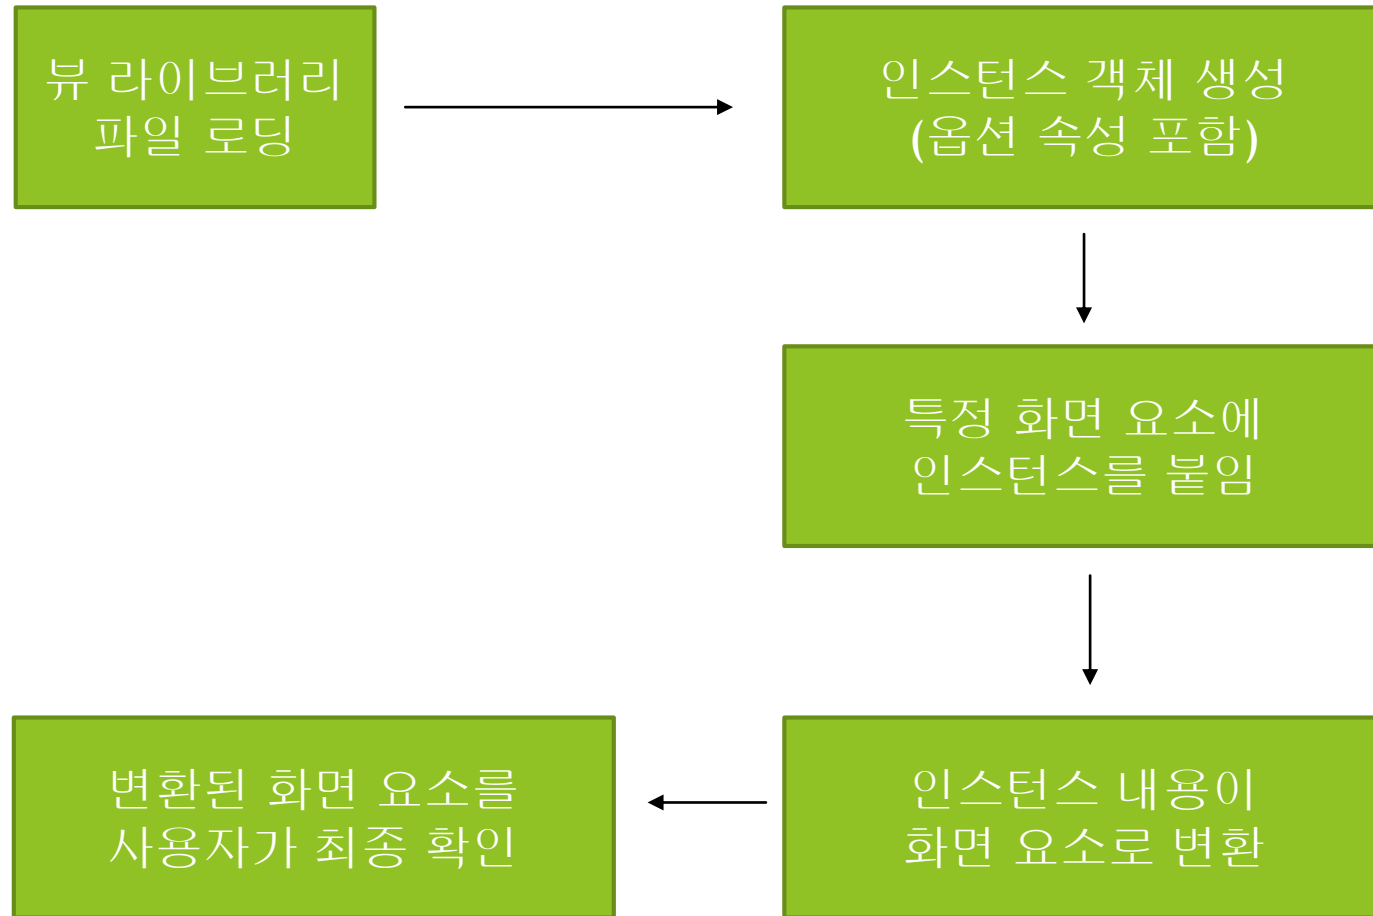 뷰 라이브러리
파일 로딩
인스턴스 객체 생성
(옵션 속성 포함)
특정 화면 요소에
인스턴스를 붙임
인스턴스 내용이
화면 요소로 변환
변환된 화면 요소를
사용자가 최종 확인